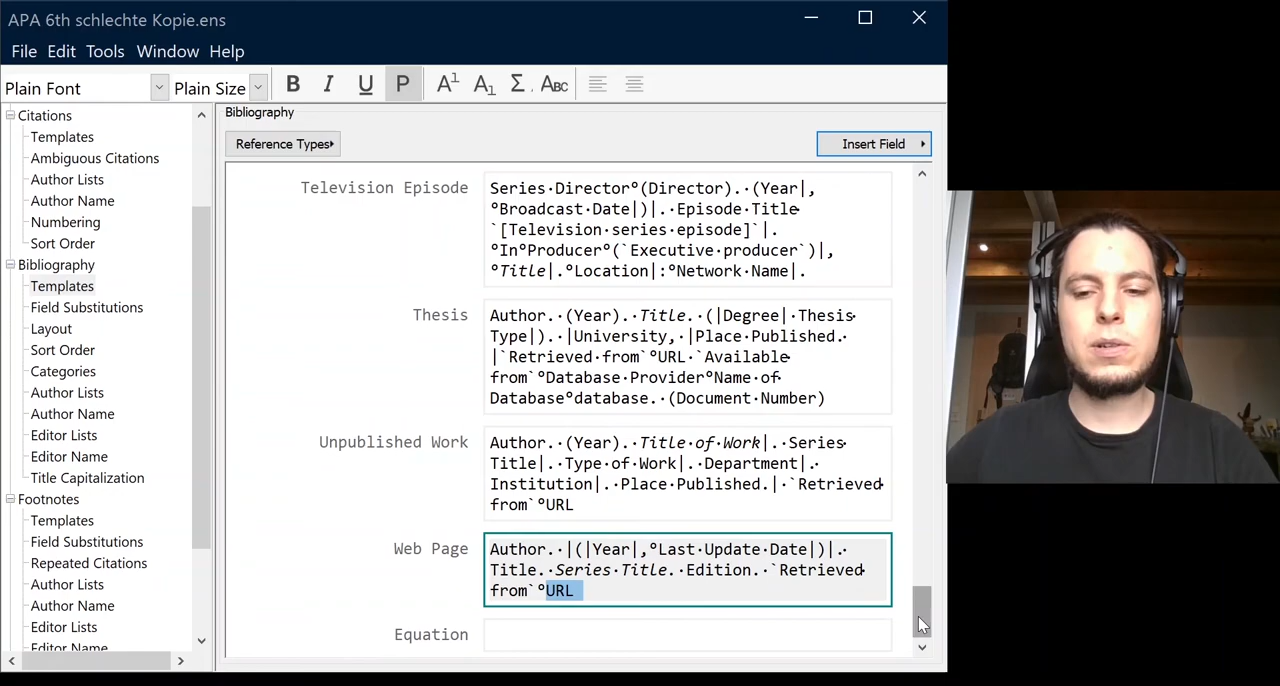 APA 6th schlechte Kopie.ens
File Edit Tools Window Help
Plain Font Plain Size B I U P A¹ A₁ Σ ABC
Citations
Templates
Ambiguous Citations
Author Lists
Author Name
Numbering
Sort Order
Bibliography
Templates
Field Substitutions
Layout
Sort Order
Categories
Author Lists
Author Name
Editor Lists
Editor Name
Title Capitalization
Footnotes
Templates
Field Substitutions
Repeated Citations
Author Lists
Author Name
Editor Lists
Editor Name
Bibliography
Reference Types
Insert Field
Television Episode
Series·Director°(Director).·(Year|,
°Broadcast·Date|)|.·Episode·Title·
`[Television·series·episode]`|.
°In°Producer°(`Executive·producer`)|,
°Title|.°Location|:°Network·Name|.
Thesis
Author.·(Year).·Title.·(|Degree|·Thesis·
Type|).·|University,·|Place·Published.·
|`Retrieved·from`°URL·`Available·
from`°Database·Provider°Name·of·
Database°database.·(Document·Number)
Unpublished Work
Author.·(Year).·Title·of·Work|.·Series·
Title|.·Type·of·Work|.·Department|.·
Institution|.·Place·Published.|·`Retrieved·
from`°URL
Web Page
Author.·|(|Year|,°Last·Update·Date|)|.·
Title.·Series·Title.·Edition.·`Retrieved·
from`°URL
Equation